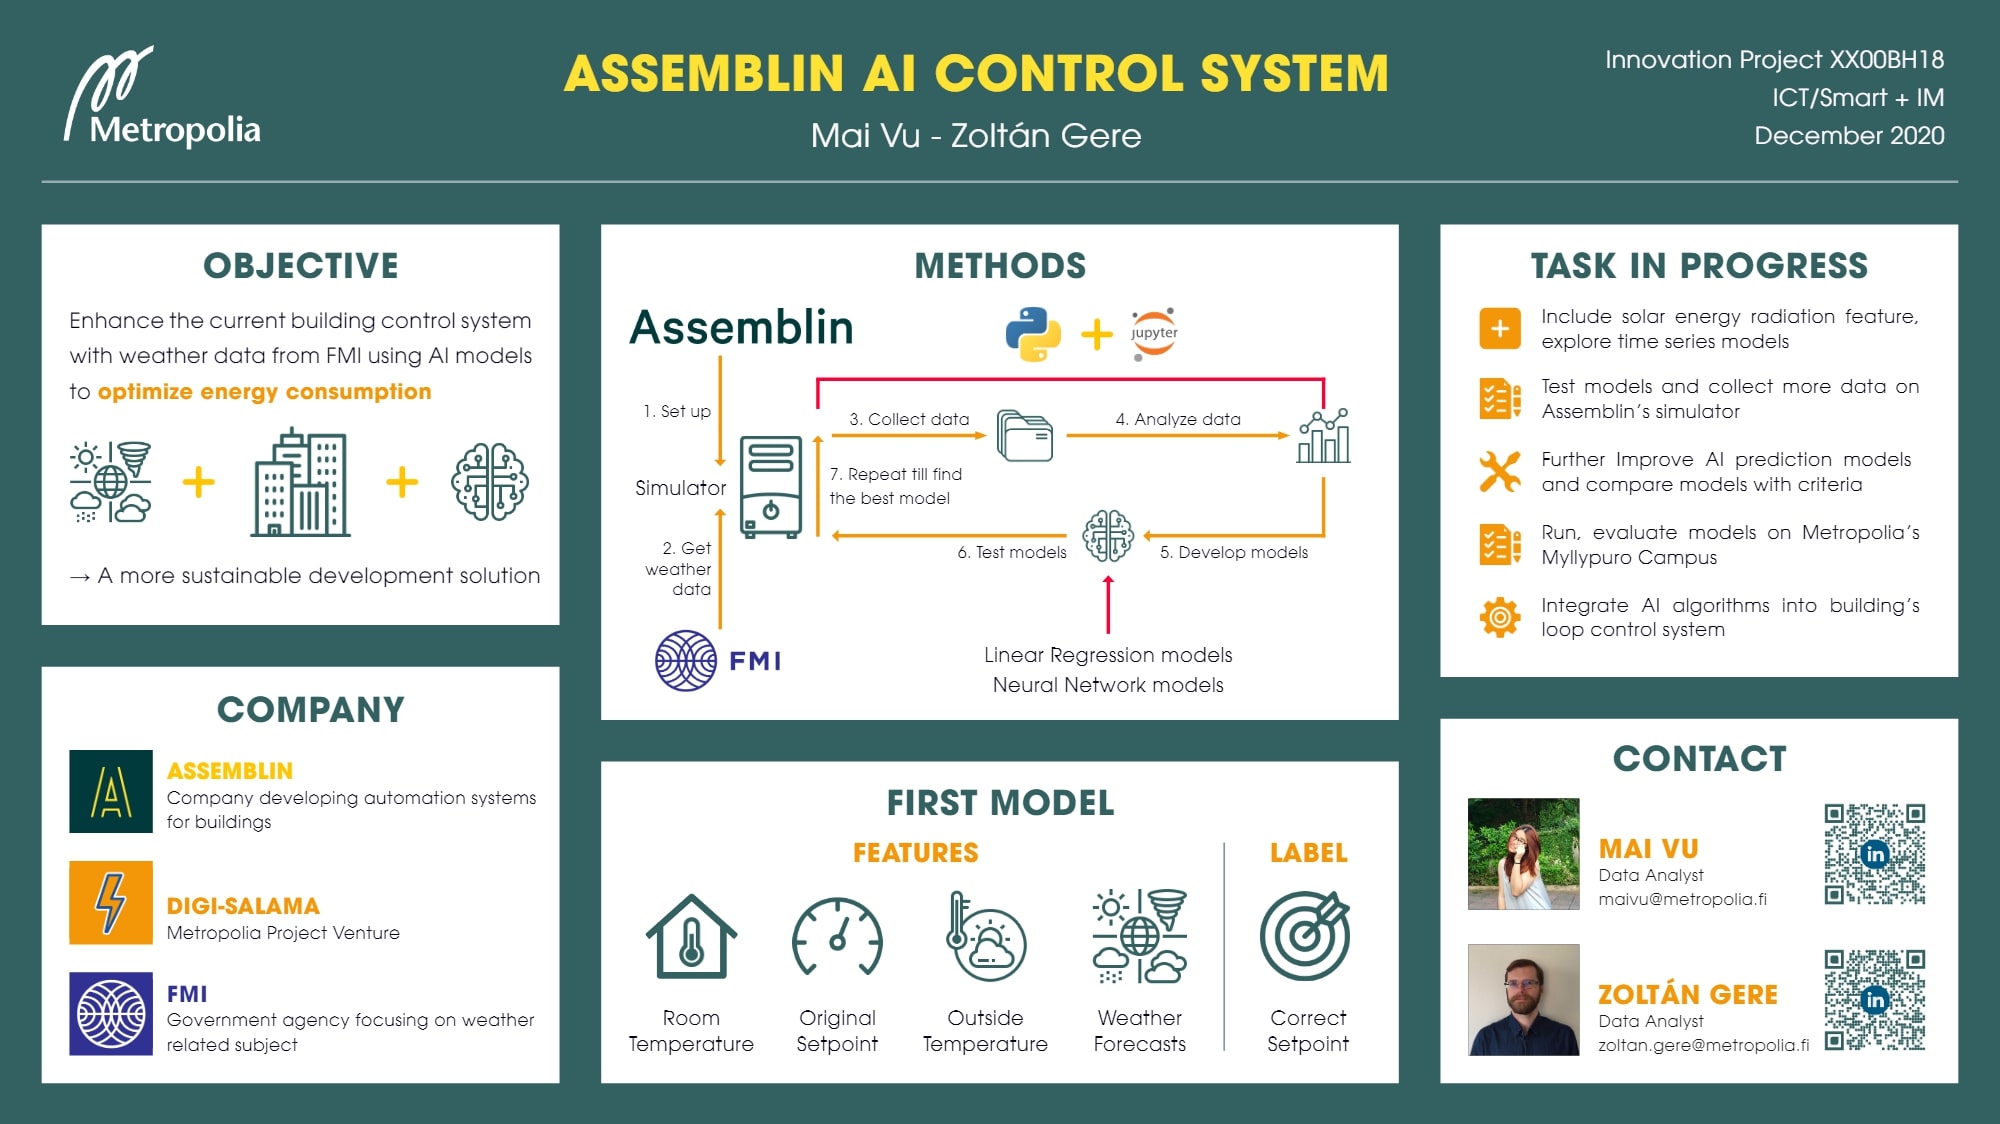 Metropolia
ASSEMBLIN AI CONTROL SYSTEM
Mai Vu - Zoltán Gere
Innovation Project XX00BH18
ICT/Smart + IM
December 2020
OBJECTIVE
Enhance the current building control system
with weather data from FMI using AI models
to optimize energy consumption
→ A more sustainable development solution
COMPANY
A
ASSEMBLIN
Company developing automation systems
for buildings
DIGI-SALAMA
Metropolia Project Venture
FMI
Government agency focusing on weather
related subject
METHODS
Assemblin
jupyter
1. Set up
3. Collect data
4. Analyze data
Simulator
7. Repeat till find
the best model
2. Get
weather
data
6. Test models
5. Develop models
FMI
Linear Regression models
Neural Network models
FIRST MODEL
FEATURES
LABEL
Room
Temperature
Original
Setpoint
Outside
Temperature
Weather
Forecasts
Correct
Setpoint
TASK IN PROGRESS
Include solar energy radiation feature,
explore time series models
Test models and collect more data on
Assemblin's simulator
Further Improve AI prediction models
and compare models with criteria
Run, evaluate models on Metropolia's
Myllypuro Campus
Integrate AI algorithms into building's
loop control system
CONTACT
MAI VU
Data Analyst
maivu@metropolia.fi
in
ZOLTÁN GERE
Data Analyst
zoltan.gere@metropolia.fi
in